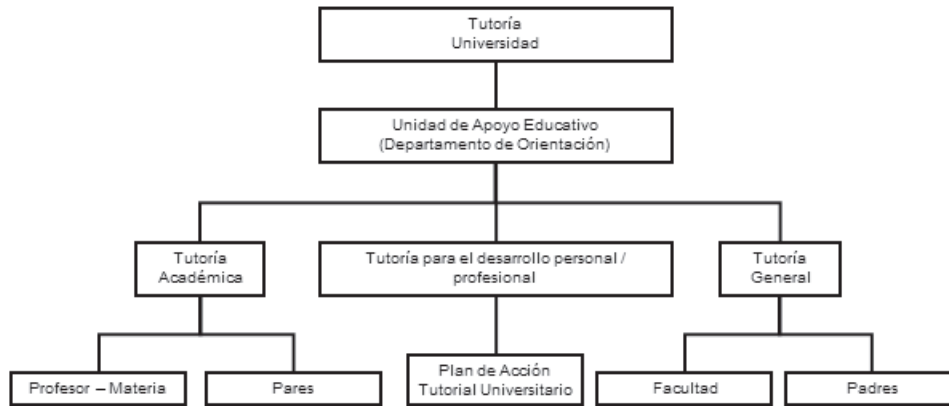 Tutoría
Universidad
Unidad de Apoyo Educativo
(Departamento de Orientación)
Tutoría
Académica
Tutoría para el desarrollo personal /
profesional
Tutoría
General
Profesor – Materia
Pares
Plan de Acción
Tutorial Universitario
Facultad
Padres